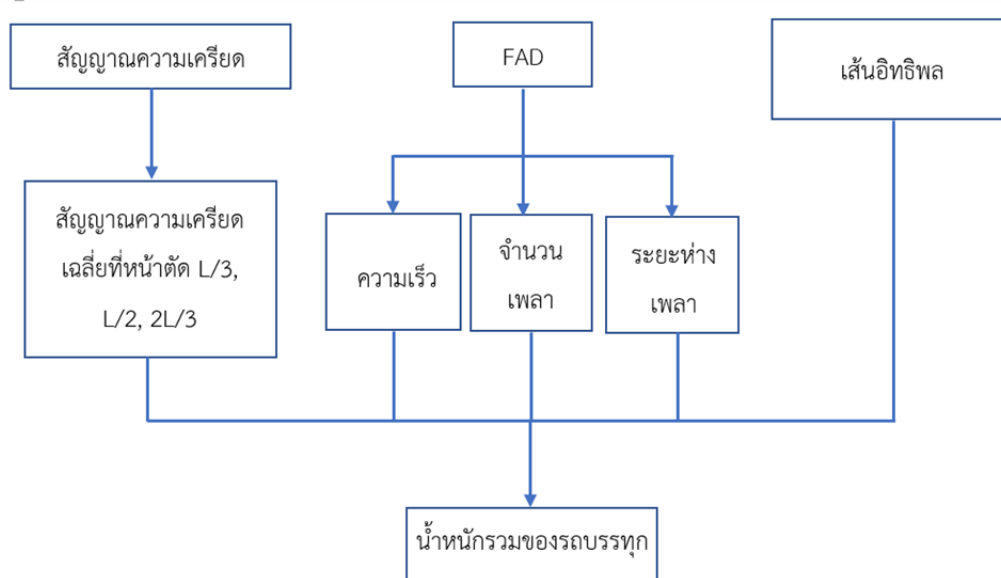 สัญญาณความเครียด
FAD
เส้นอิทธิพล
สัญญาณความเครียด
เฉลี่ยที่หน้าตัด L/3,
L/2, 2L/3
ความเร็ว
จำนวน
เพลา
ระยะห่าง
เพลา
น้ำหนักรวมของรถบรรทุก